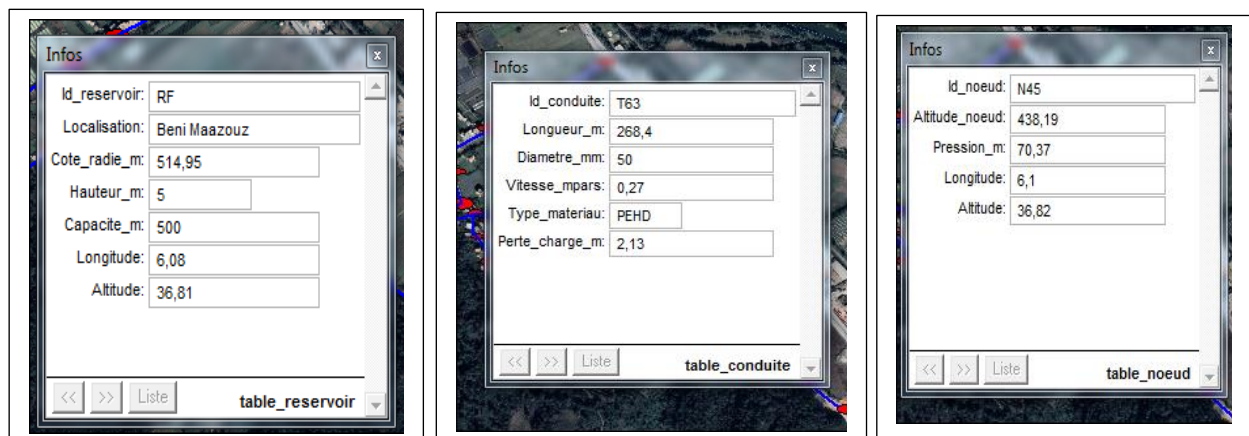 Infos x
Id_reservoir: RF
Localisation: Beni Maazouz
Cote_radie_m: 514,95
Hauteur_m: 5
Capacite_m: 500
Longitude: 6,08
Altitude: 36,81
<< >> Liste table_reservoir
Infos x
Id_conduite: T63
Longueur_m: 268,4
Diametre_mm: 50
Vitesse_mpars: 0,27
Type_materiau: PEHD
Perte_charge_m: 2,13
<< >> Liste table_conduite
Infos x
Id_noeud: N45
Altitude_noeud: 438,19
Pression_m: 70,37
Longitude: 6,1
Altitude: 36,82
<< >> Liste table_noeud